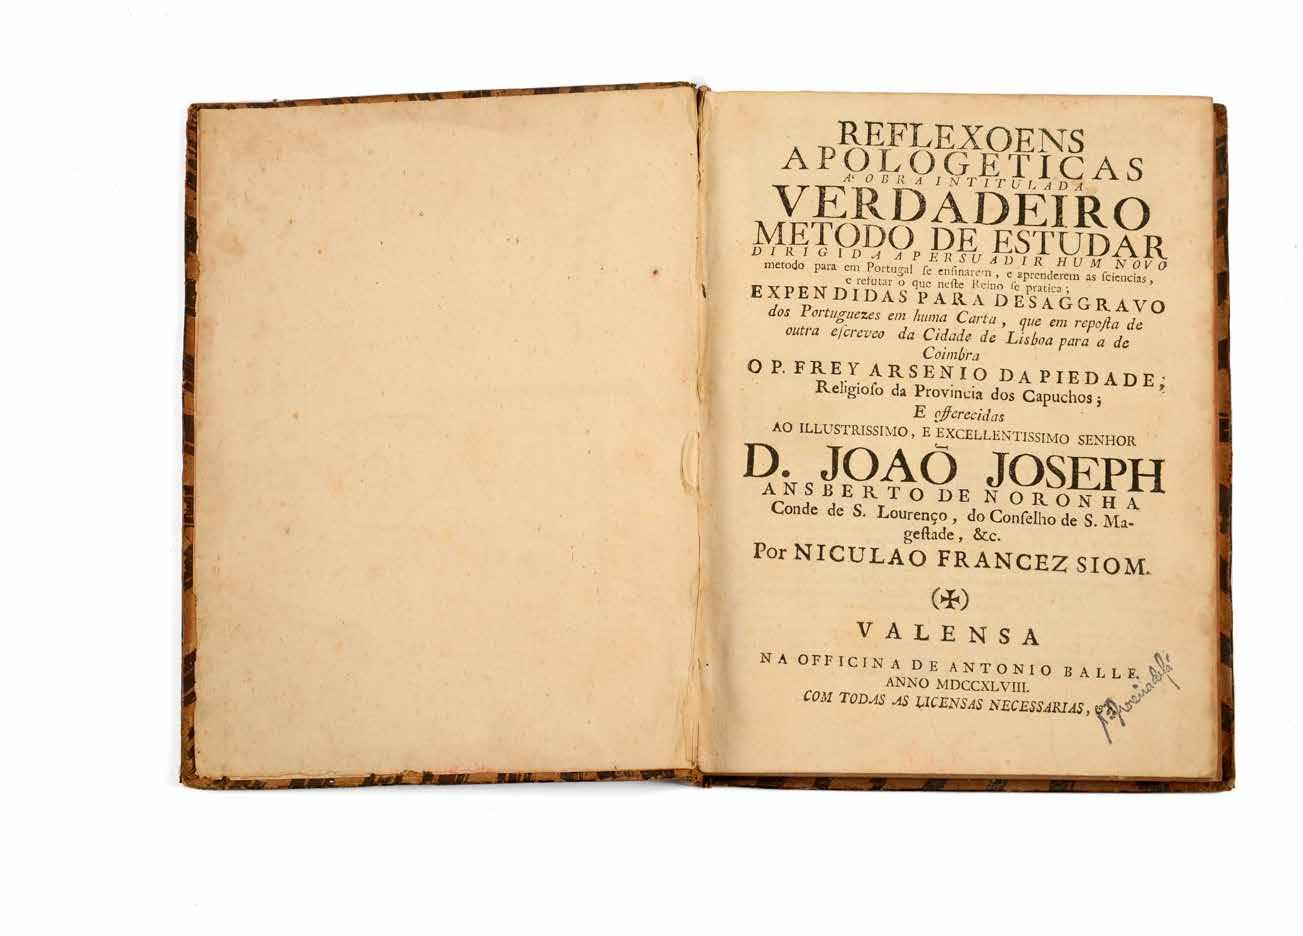 REFLEXOENS
APOLOGETICAS
A' OBRA INTITULADA
VERDADEIRO
METODO DE ESTUDAR
DIRIGIDA A PERSUADIR HUM NOVO
metodo para em Portugal ſe enſinarem, e aprenderem as ſciencias,
e refutar o que neſte Reino ſe pratica;
EXPENDIDAS PARA DESAGGRAVO
dos Portuguezes em huma Carta, que em repoſta de
outra eſcreveo da Cidade de Lisboa para a de
Coimbra
O P. FREY ARSENIO DA PIEDADE;
Religioſo da Provincia dos Capuchos;
E offerecidas
AO ILLUSTRISSIMO, E EXCELLENTISSIMO SENHOR
D. JOAÕ JOSEPH
ANSBERTO DE NORONHA
Conde de S. Lourenço, do Conſelho de S. Ma-
geſtade, &c.
Por NICULAO FRANCEZ SIOM.
(✠)
VALENSA
NA OFFICINA DE ANTONIO BALLE.
ANNO MDCCXLVIII.
COM TODAS AS LICENSAS NECESSARIAS,